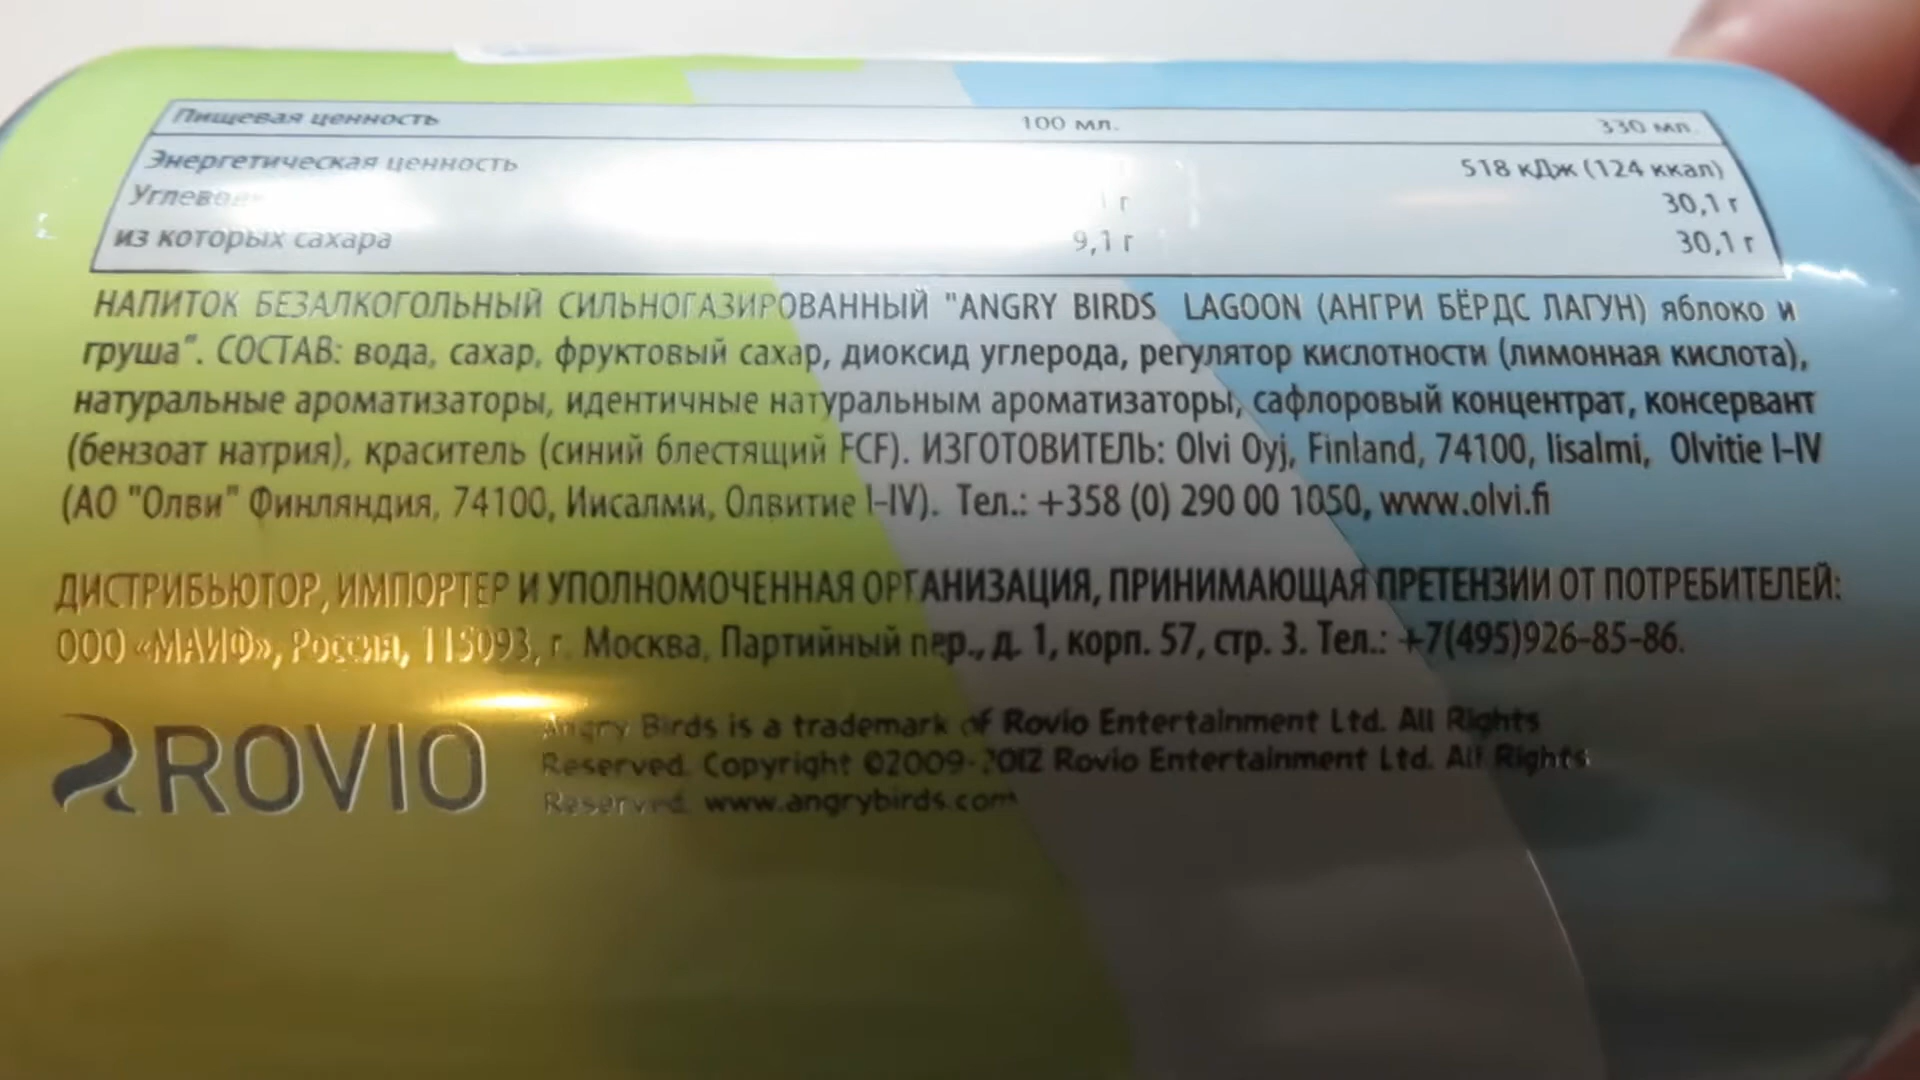 Пищевая ценность 100 мл. 330 мл.
Энергетическая ценность 518 кДж (124 ккал)
г 30,1 г
из которых сахара 9,1 г 30,1 г
НАПИТОК БЕЗАЛКОГОЛЬНЫЙ СИЛЬНОГАЗИРОВАННЫЙ "ANGRY BIRDS LAGOON (АНГРИ БЁРДС ЛАГУН) яблоко и
груша". СОСТАВ: вода, сахар, фруктовый сахар, диоксид углерода, регулятор кислотности (лимонная кислота),
натуральные ароматизаторы, идентичные натуральным ароматизаторы, сафлоровый концентрат, консервант
(бензоат натрия), краситель (синий блестящий FCF). ИЗГОТОВИТЕЛЬ: Olvi Oyj, Finland, 74100, Iisalmi, Olvitie I-IV
(АО "Олви" Финляндия, 74100, Иисалми, Олвитие I-IV). Тел.: +358 (0) 290 00 1050, www.olvi.fi
ДИСТРИБЬЮТОР, ИМПОРТЕР И УПОЛНОМОЧЕННАЯ ОРГАНИЗАЦИЯ, ПРИНИМАЮЩАЯ ПРЕТЕНЗИИ ОТ ПОТРЕБИТЕЛЕЙ:
ООО «МАИФ», Россия, 115093, г. Москва, Партийный пер., д. 1, корп. 57, стр. 3. Тел.: +7(495)926-85-86.
ROVIO
Angry Birds is a trademark of Rovio Entertainment Ltd. All Rights
Reserved. Copyright ©2009-2012 Rovio Entertainment Ltd. All Rights
Reserved. www.angrybirds.com